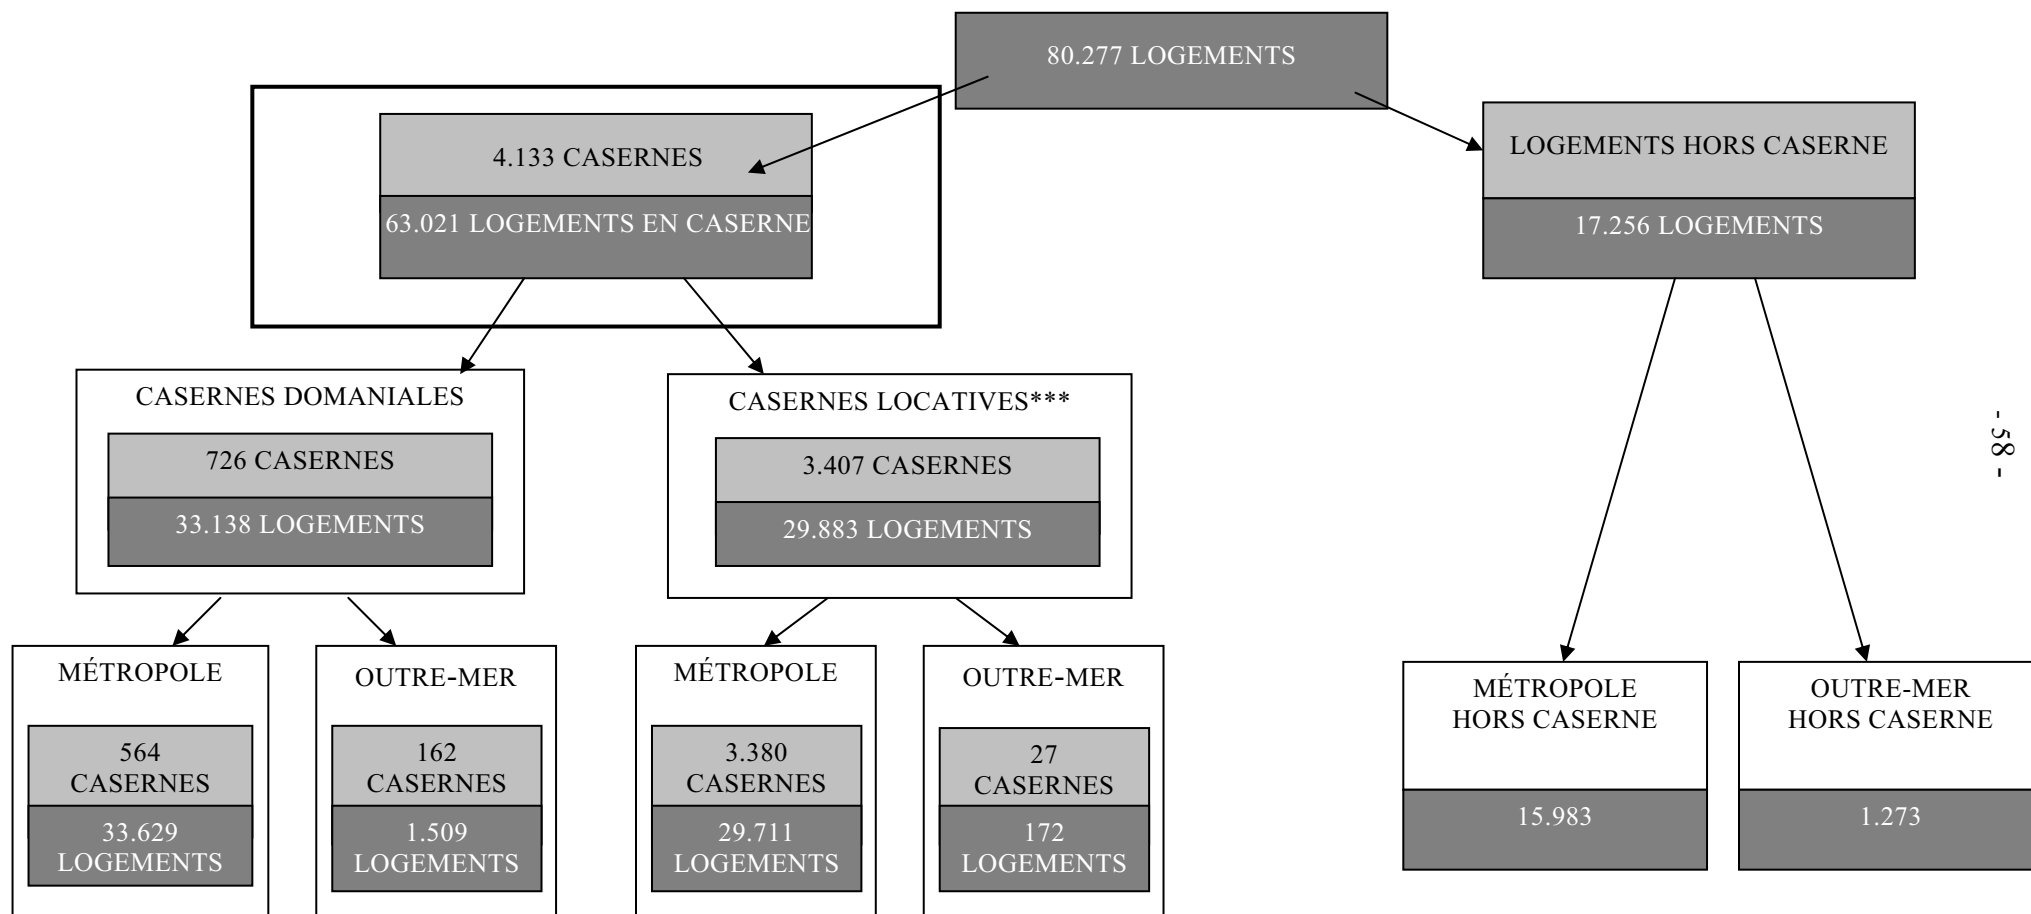 80.277 LOGEMENTS
4.133 CASERNES
63.021 LOGEMENTS EN CASERNE
LOGEMENTS HORS CASERNE
17.256 LOGEMENTS
CASERNES DOMANIALES
726 CASERNES
33.138 LOGEMENTS
CASERNES LOCATIVES***
3.407 CASERNES
29.883 LOGEMENTS
- 58 -
MÉTROPOLE
564
CASERNES
33.629
LOGEMENTS
OUTRE-MER
162
CASERNES
1.509
LOGEMENTS
MÉTROPOLE
3.380
CASERNES
29.711
LOGEMENTS
OUTRE-MER
27
CASERNES
172
LOGEMENTS
MÉTROPOLE
HORS CASERNE
15.983
OUTRE-MER
HORS CASERNE
1.273